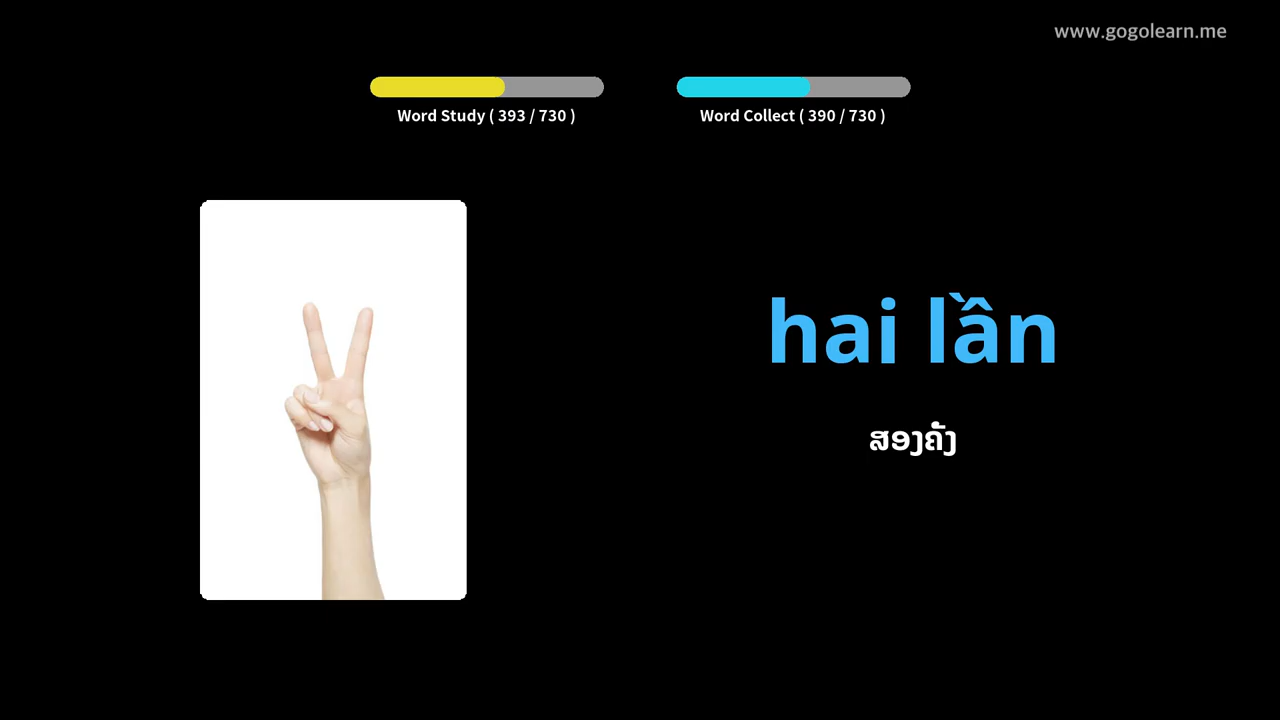 www.gogolearn.me
Word Study ( 393 / 730 )
Word Collect ( 390 / 730 )
hai lần
ສອງຄັ້ງ